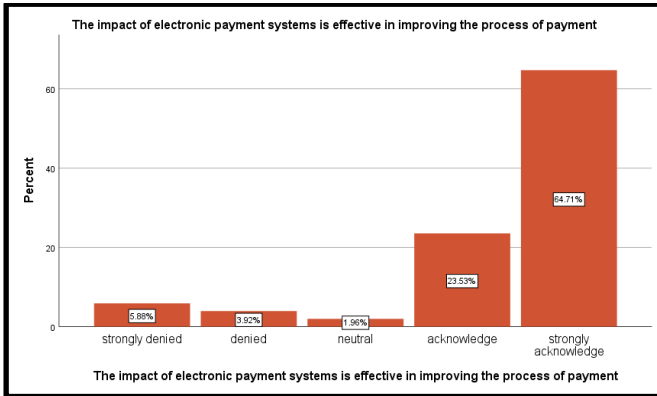 The impact of electronic payment systems is effective in improving the process of payment
Percent
60
40
20
0
5.88%
3.92%
1.96%
23.53%
64.71%
strongly denied
denied
neutral
acknowledge
strongly
acknowledge
The impact of electronic payment systems is effective in improving the process of payment